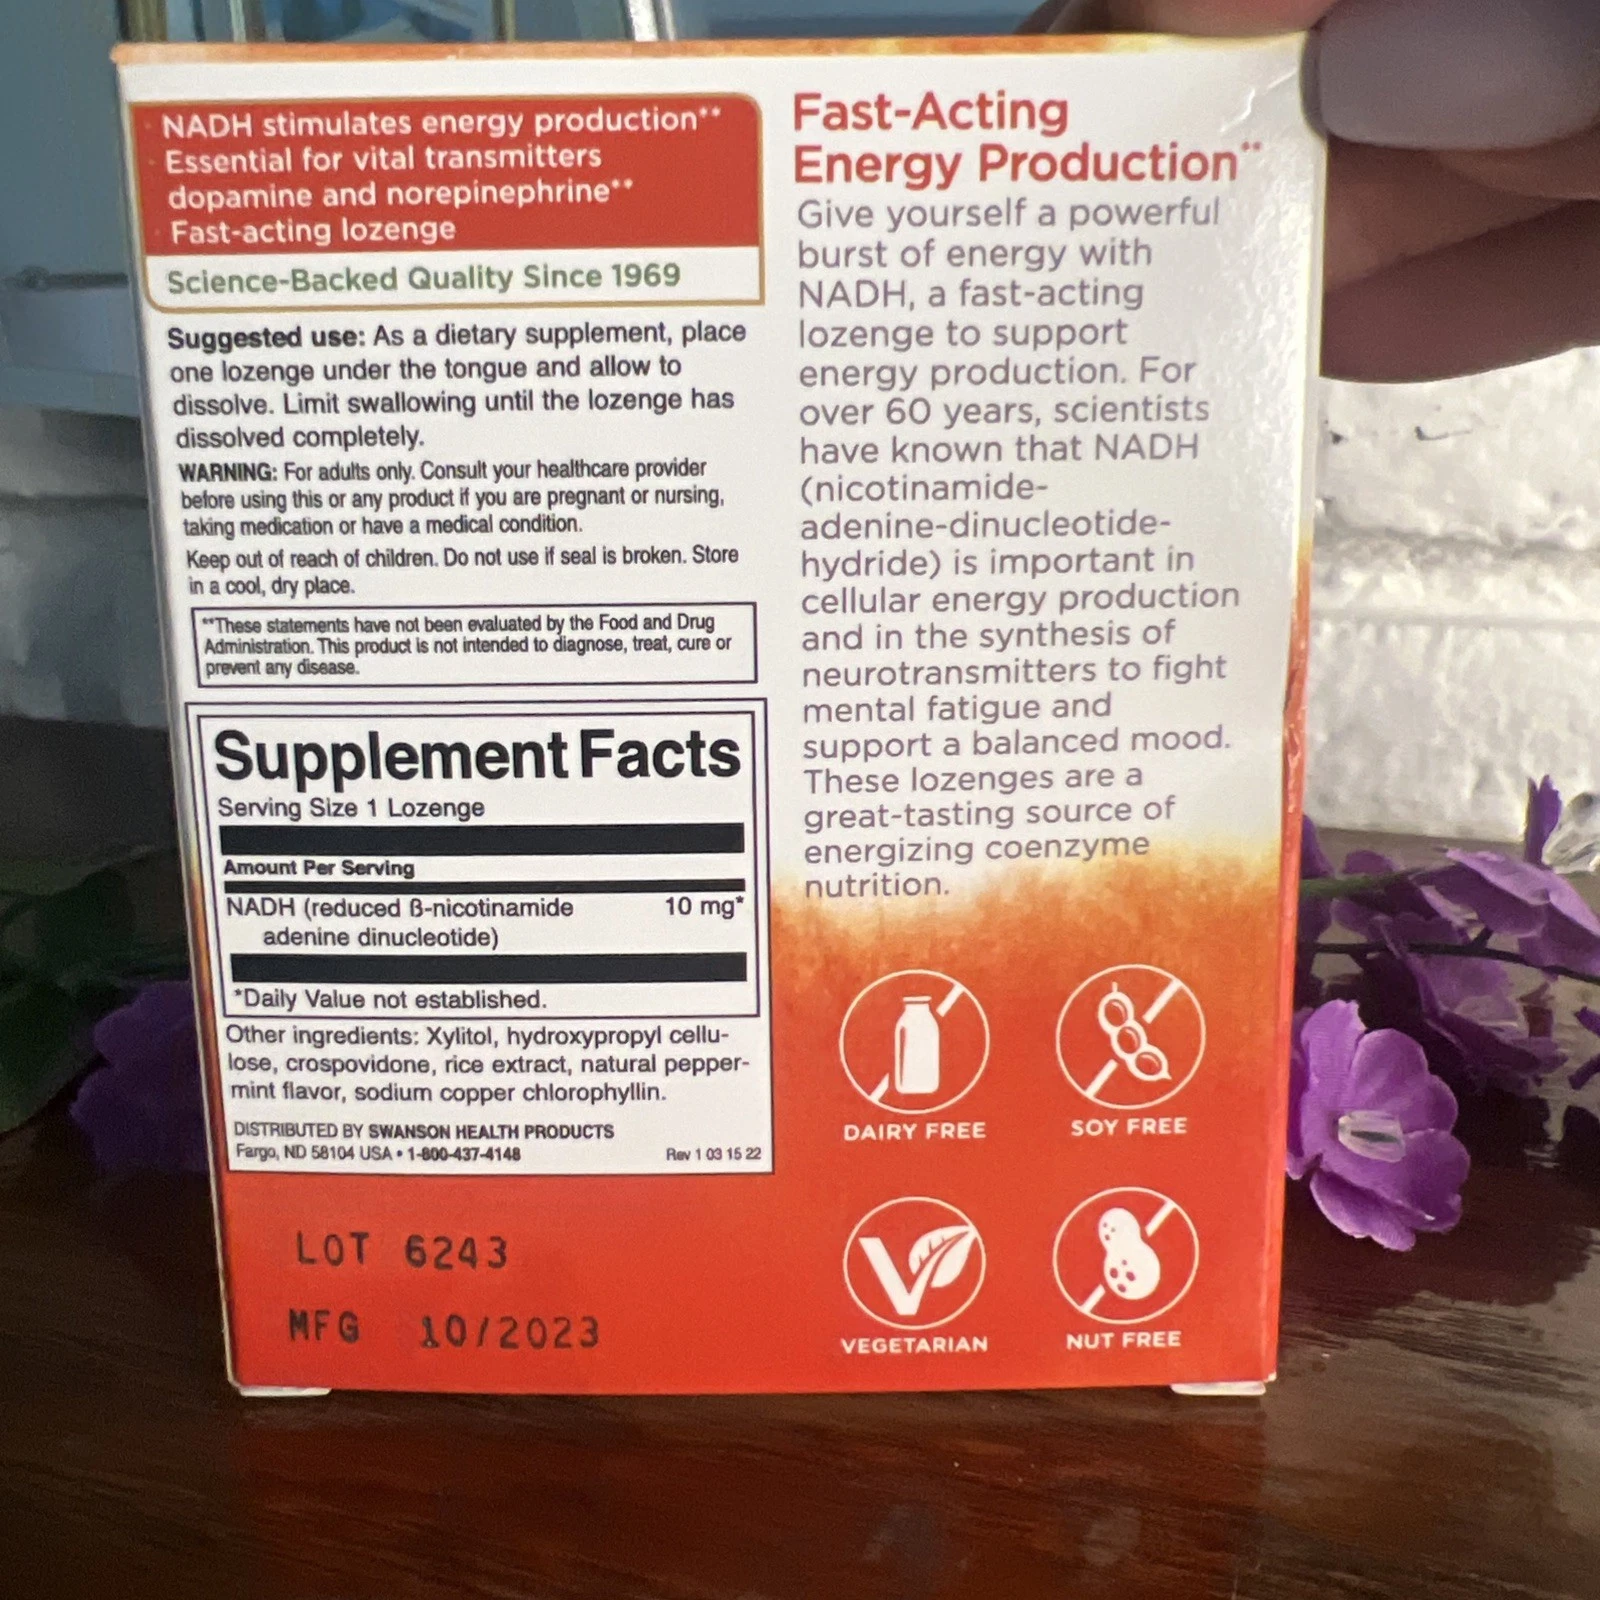 NADH stimulates energy production**
Essential for vital transmitters
dopamine and norepinephrine**
Fast-acting lozenge
Science-Backed Quality Since 1969
Suggested use: As a dietary supplement, place
one lozenge under the tongue and allow to
dissolve. Limit swallowing until the lozenge has
dissolved completely.
WARNING: For adults only. Consult your healthcare provider
before using this or any product if you are pregnant or nursing,
taking medication or have a medical condition.
Keep out of reach of children. Do not use if seal is broken. Store
in a cool, dry place.
**These statements have not been evaluated by the Food and Drug
Administration. This product is not intended to diagnose, treat, cure or
prevent any disease.
Supplement Facts
Serving Size 1 Lozenge
Amount Per Serving
NADH (reduced ß-nicotinamide 10 mg*
adenine dinucleotide)
*Daily Value not established.
Other ingredients: Xylitol, hydroxypropyl cellu-
lose, crospovidone, rice extract, natural pepper-
mint flavor, sodium copper chlorophyllin.
DISTRIBUTED BY SWANSON HEALTH PRODUCTS
Fargo, ND 58104 USA • 1-800-437-4148 Rev 1 03 15 22
LOT 6243
MFG 10/2023
Fast-Acting
Energy Production**
Give yourself a powerful
burst of energy with
NADH, a fast-acting
lozenge to support
energy production. For
over 60 years, scientists
have known that NADH
(nicotinamide-
adenine-dinucleotide-
hydride) is important in
cellular energy production
and in the synthesis of
neurotransmitters to fight
mental fatigue and
support a balanced mood.
These lozenges are a
great-tasting source of
energizing coenzyme
nutrition.
DAIRY FREE
SOY FREE
VEGETARIAN
NUT FREE